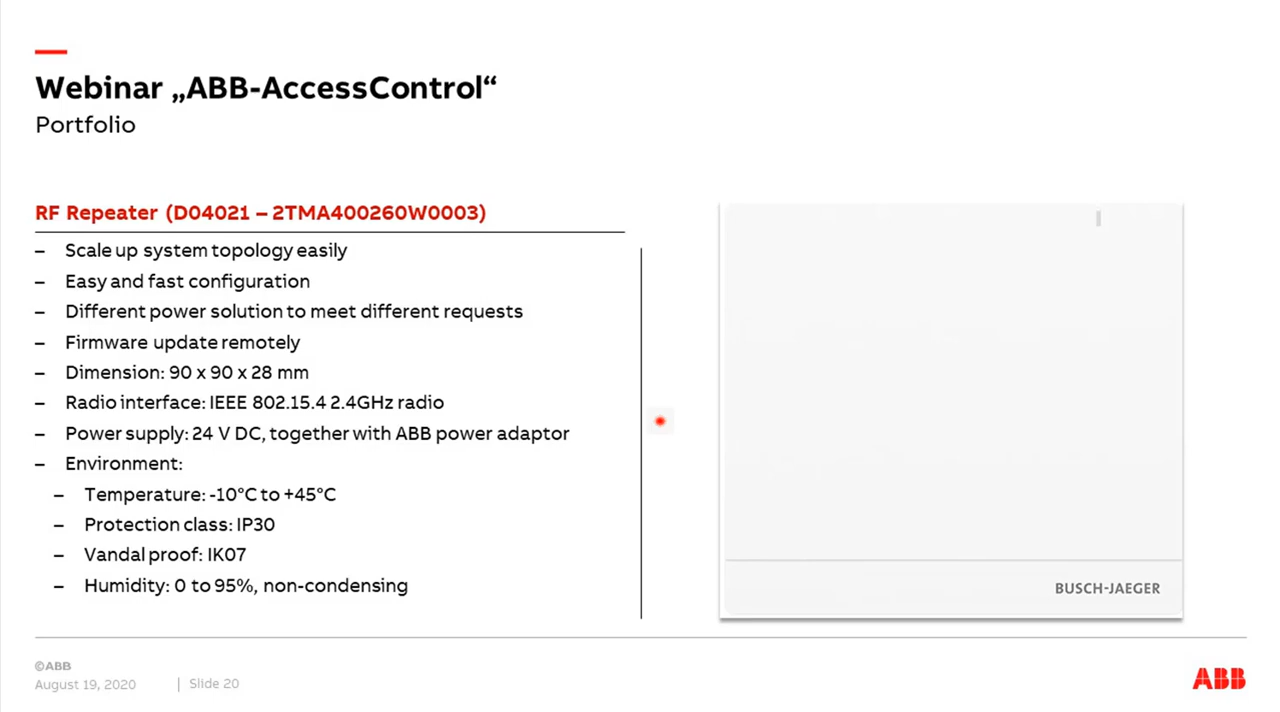 Webinar „ABB-AccessControl“
Portfolio
RF Repeater (D04021 – 2TMA400260W0003)
– Scale up system topology easily
– Easy and fast configuration
– Different power solution to meet different requests
– Firmware update remotely
– Dimension: 90 x 90 x 28 mm
– Radio interface: IEEE 802.15.4 2.4GHz radio
– Power supply: 24 V DC, together with ABB power adaptor
– Environment:
– Temperature: -10°C to +45°C
– Protection class: IP30
– Vandal proof: IK07
– Humidity: 0 to 95%, non-condensing
BUSCH-JAEGER
©ABB
August 19, 2020 | Slide 20
ABB